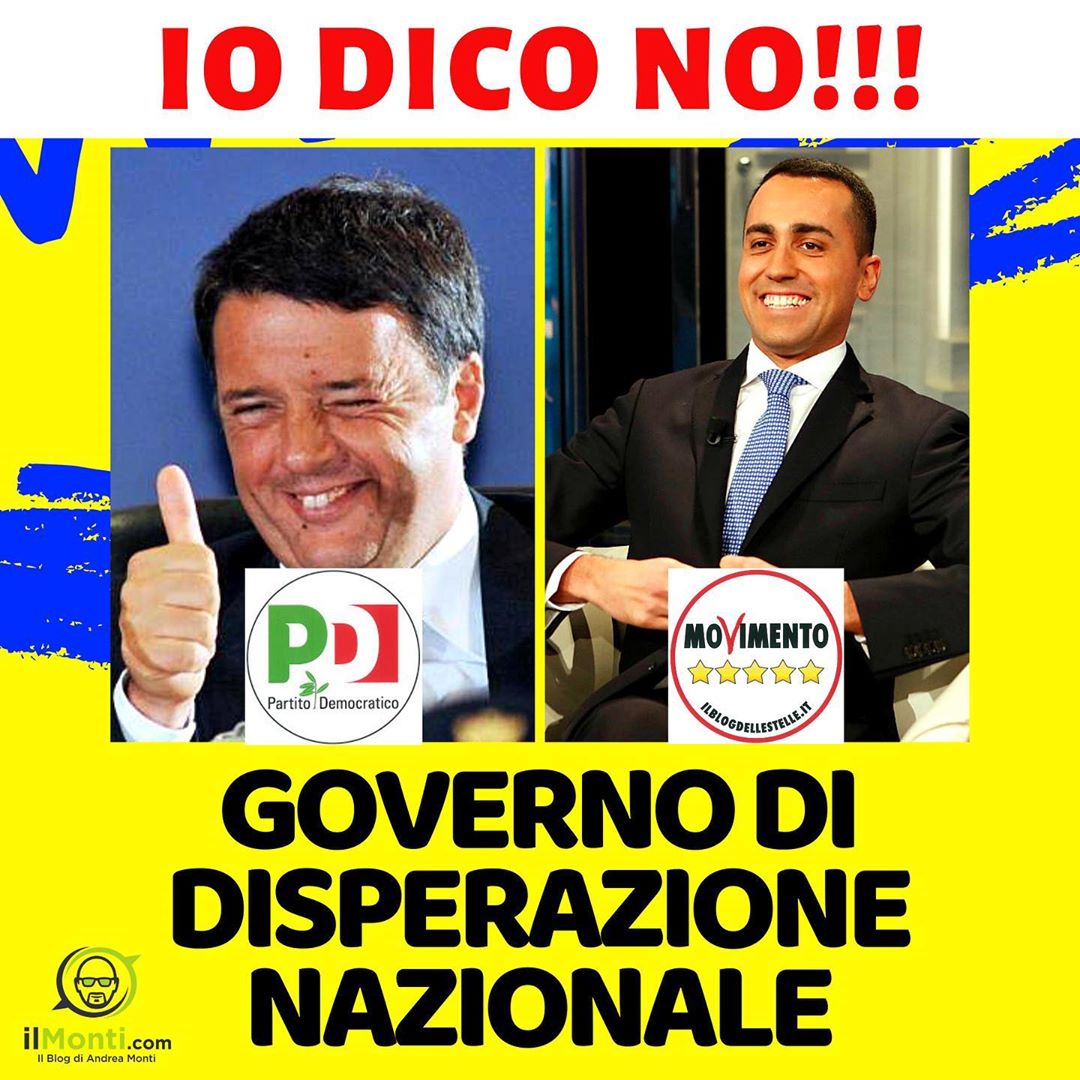 IO DICO NO!!!
PD
Partito Democratico
MOVIMENTO
ILBLOGDELLESTELLE.IT
GOVERNO DI
DISPERAZIONE
NAZIONALE
ilMonti.com
Il Blog di Andrea Monti